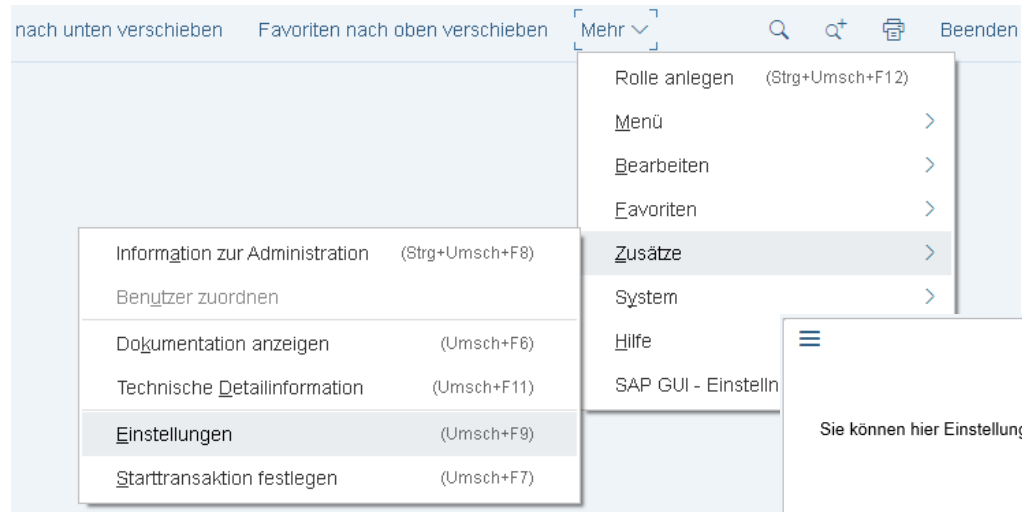 nach unten verschieben Favoriten nach oben verschieben Mehr Beenden
Rolle anlegen (Strg+Umsch+F12)
Menü
Bearbeiten
Favoriten
Zusätze
System
Hilfe
SAP GUI - Einstelln
Information zur Administration (Strg+Umsch+F8)
Benutzer zuordnen
Dokumentation anzeigen (Umsch+F6)
Technische Detailinformation (Umsch+F11)
Einstellungen (Umsch+F9)
Starttransaktion festlegen (Umsch+F7)
Sie können hier Einstellung